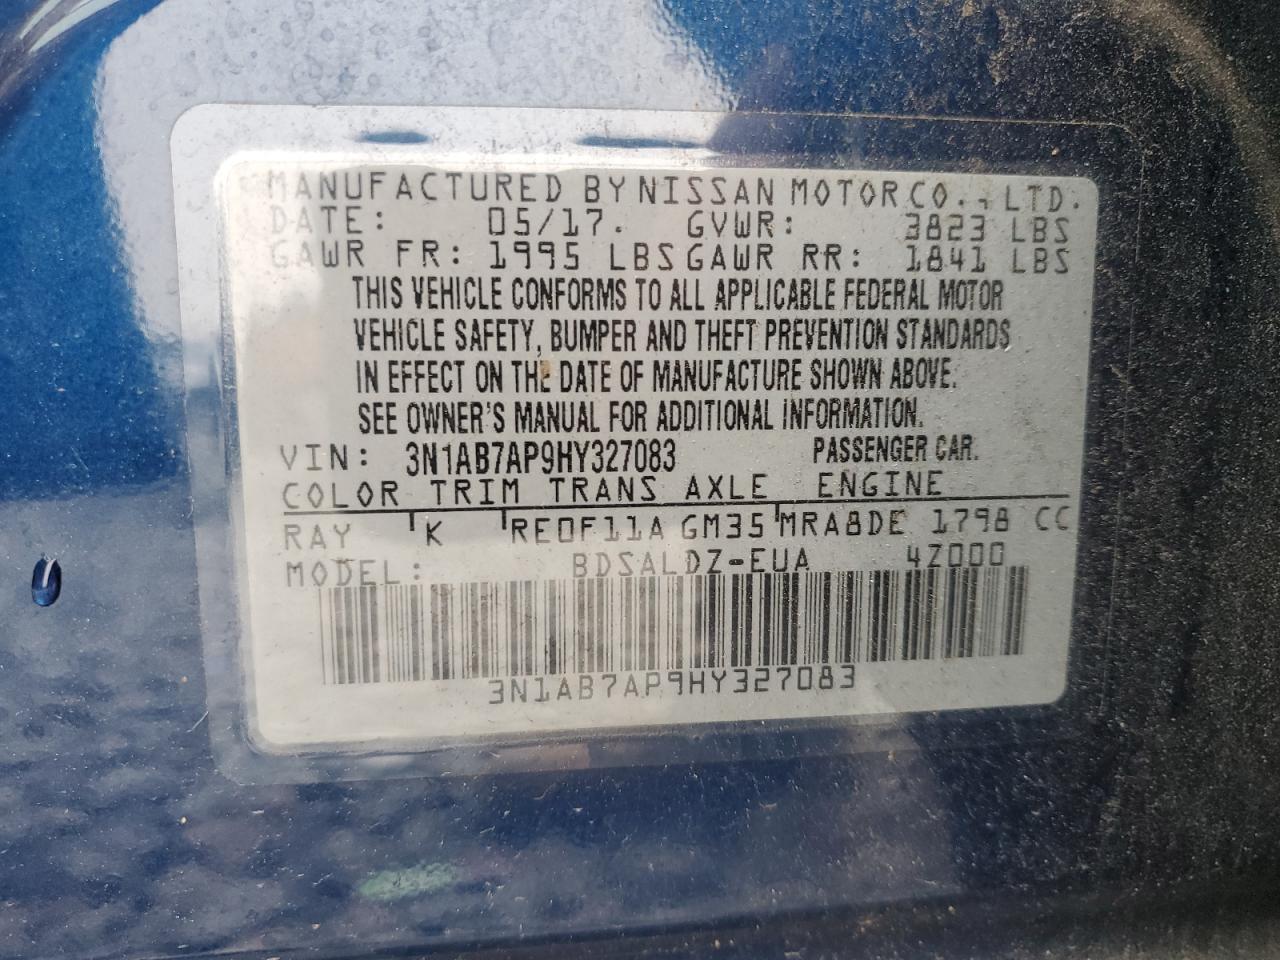 MANUFACTURED BY NISSAN MOTOR CO., LTD.
DATE: 05/17. GVWR: 3823 LBS
GAWR FR: 1995 LBS GAWR RR: 1841 LBS
THIS VEHICLE CONFORMS TO ALL APPLICABLE FEDERAL MOTOR
VEHICLE SAFETY, BUMPER AND THEFT PREVENTION STANDARDS
IN EFFECT ON THE DATE OF MANUFACTURE SHOWN ABOVE.
SEE OWNER'S MANUAL FOR ADDITIONAL INFORMATION.
VIN: 3N1AB7AP9HY327083 PASSENGER CAR.
COLOR TRIM TRANS AXLE ENGINE
RAY K RE0F11A GM35 MRA8DE 1798 CC
MODEL: BDSALDZ-EUA 4Z000
3N1AB7AP9HY327083